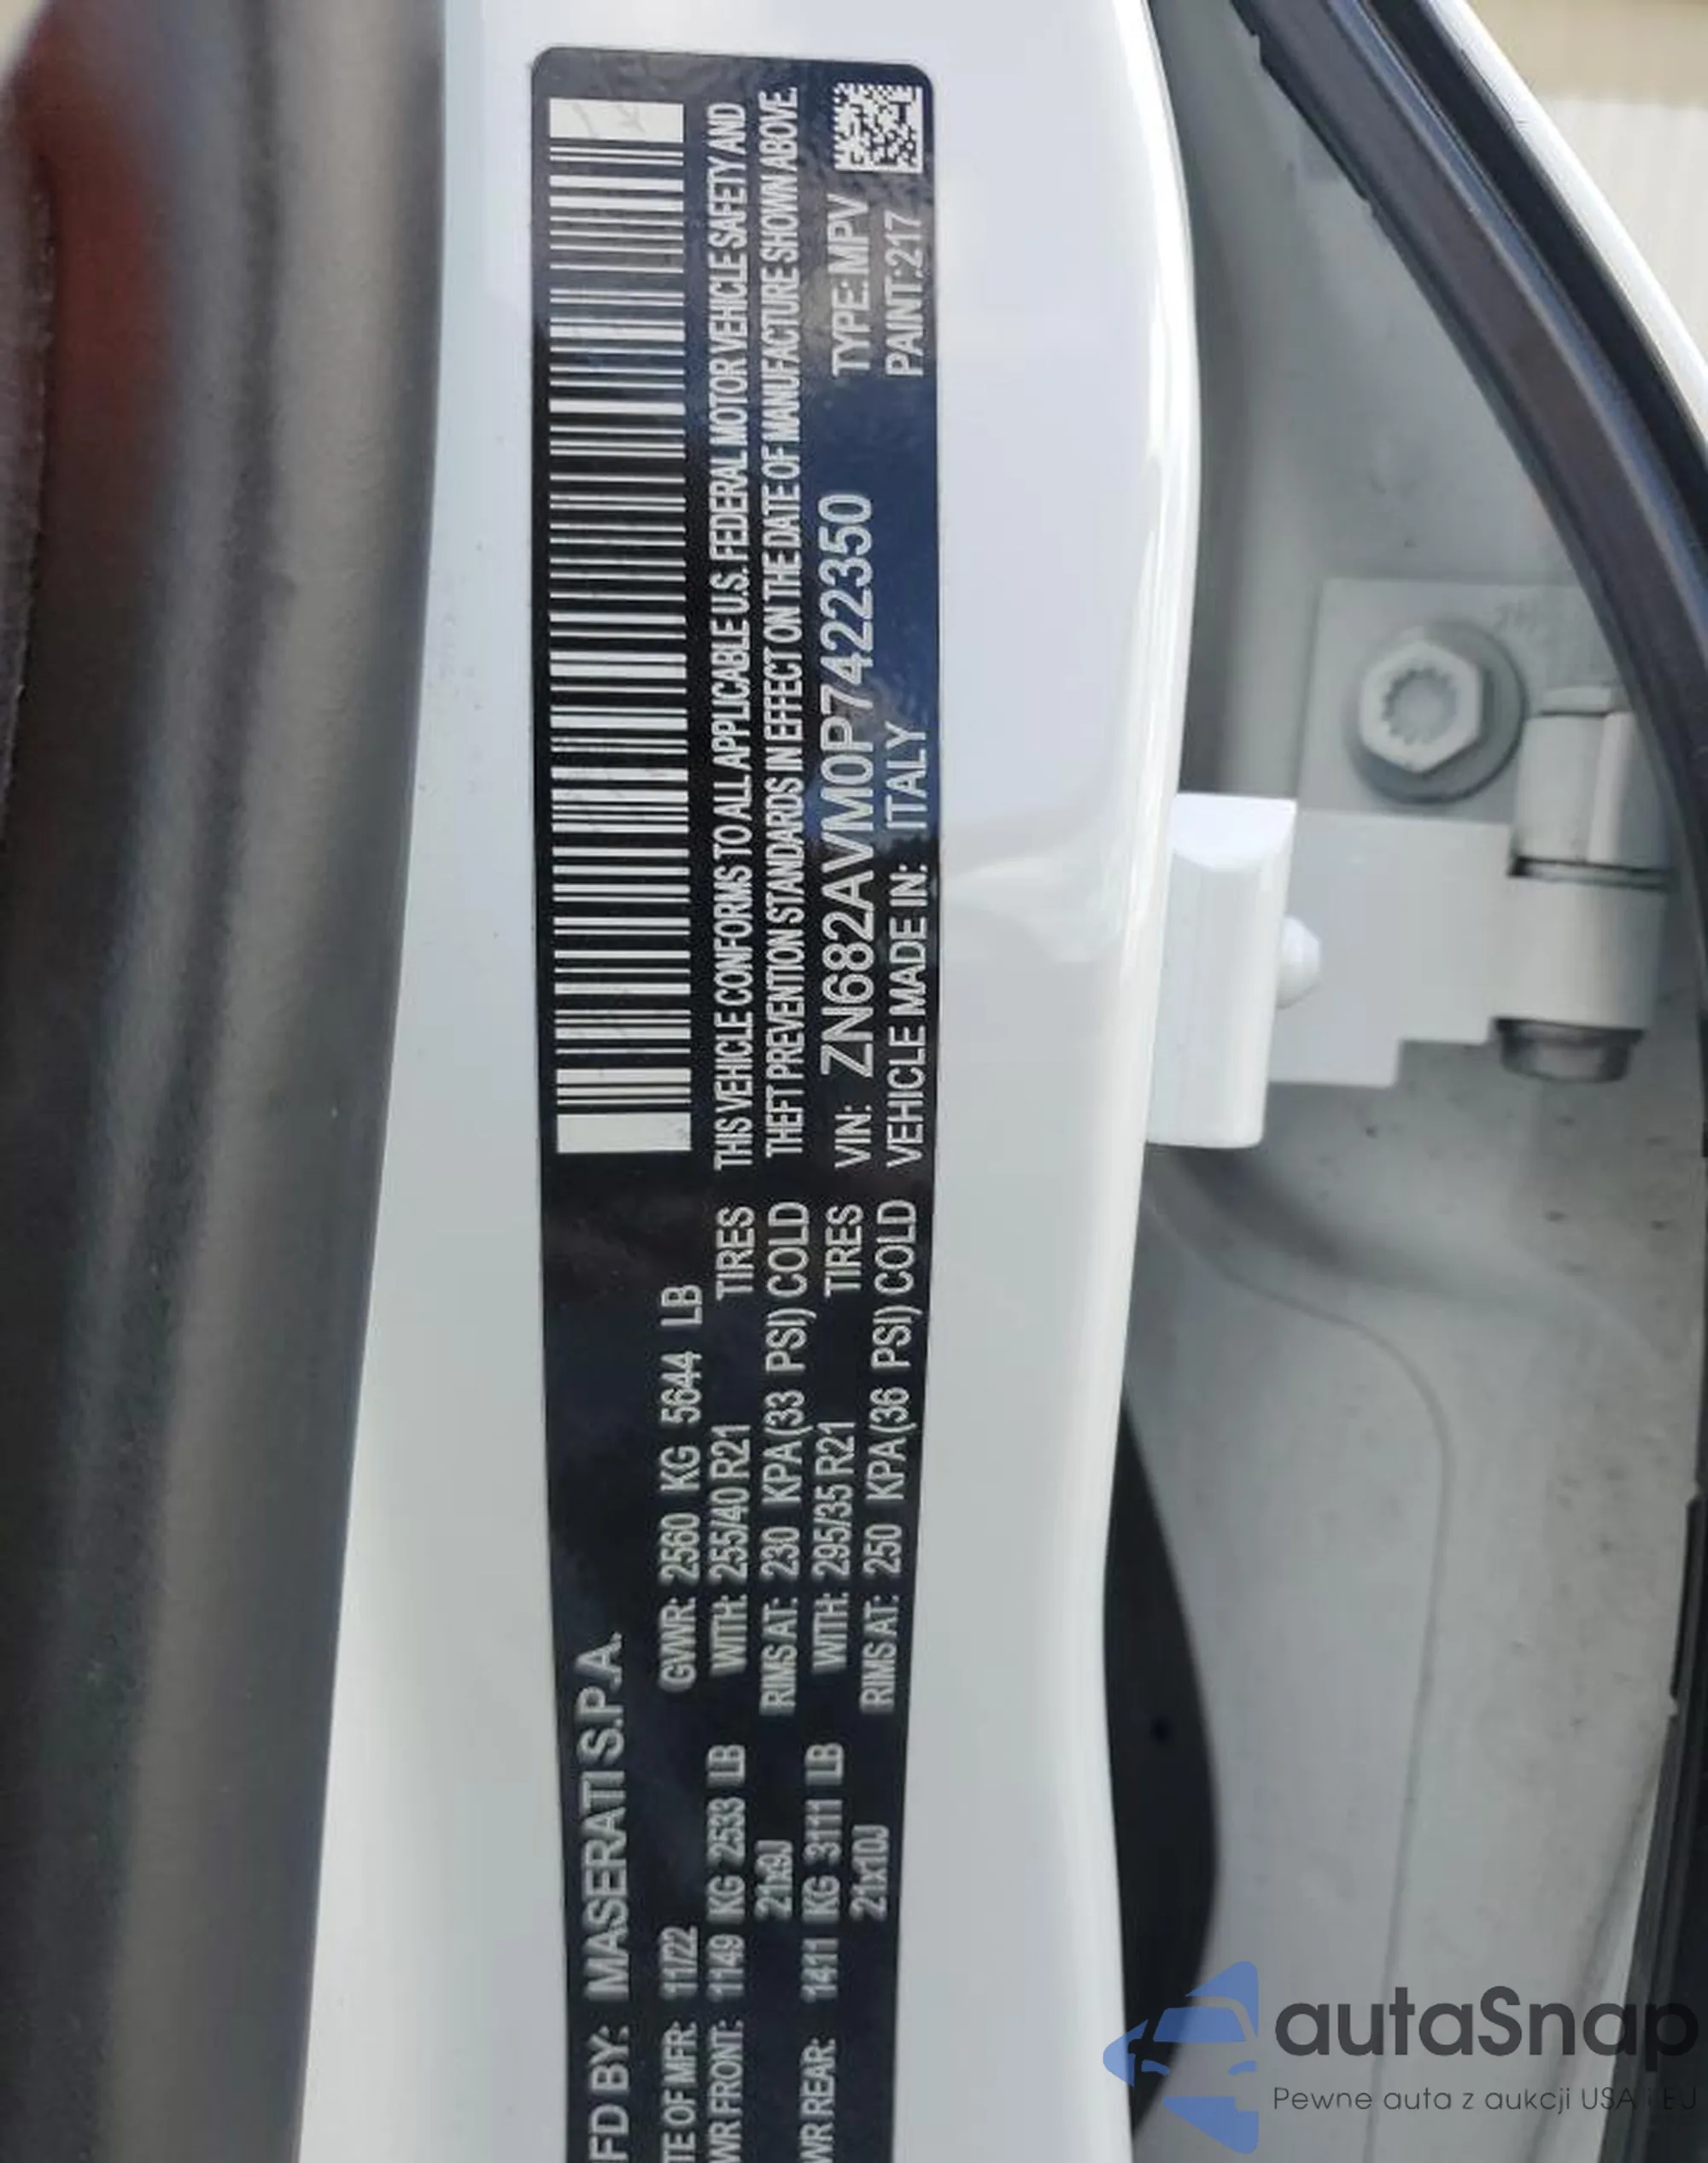 FD BY: MASERATI S.P.A.
TE OF MFR: 11/22 GVWR: 2560 KG 5644 LB
WR FRONT: 1149 KG 2533 LB WITH: 255/40 R21 TIRES
21x9J RIMS AT: 230 KPA (33 PSI) COLD
WR REAR: 1411 KG 3111 LB WITH: 295/35 R21 TIRES
21x10J RIMS AT: 250 KPA (36 PSI) COLD
THIS VEHICLE CONFORMS TO ALL APPLICABLE U.S. FEDERAL MOTOR VEHICLE SAFETY AND
THEFT PREVENTION STANDARDS IN EFFECT ON THE DATE OF MANUFACTURE SHOWN ABOVE.
VIN: ZN682AVM0P7422350 TYPE: MPV
VEHICLE MADE IN: ITALY PAINT:217
autaSnap
Pewne auta z aukcji USA i EU